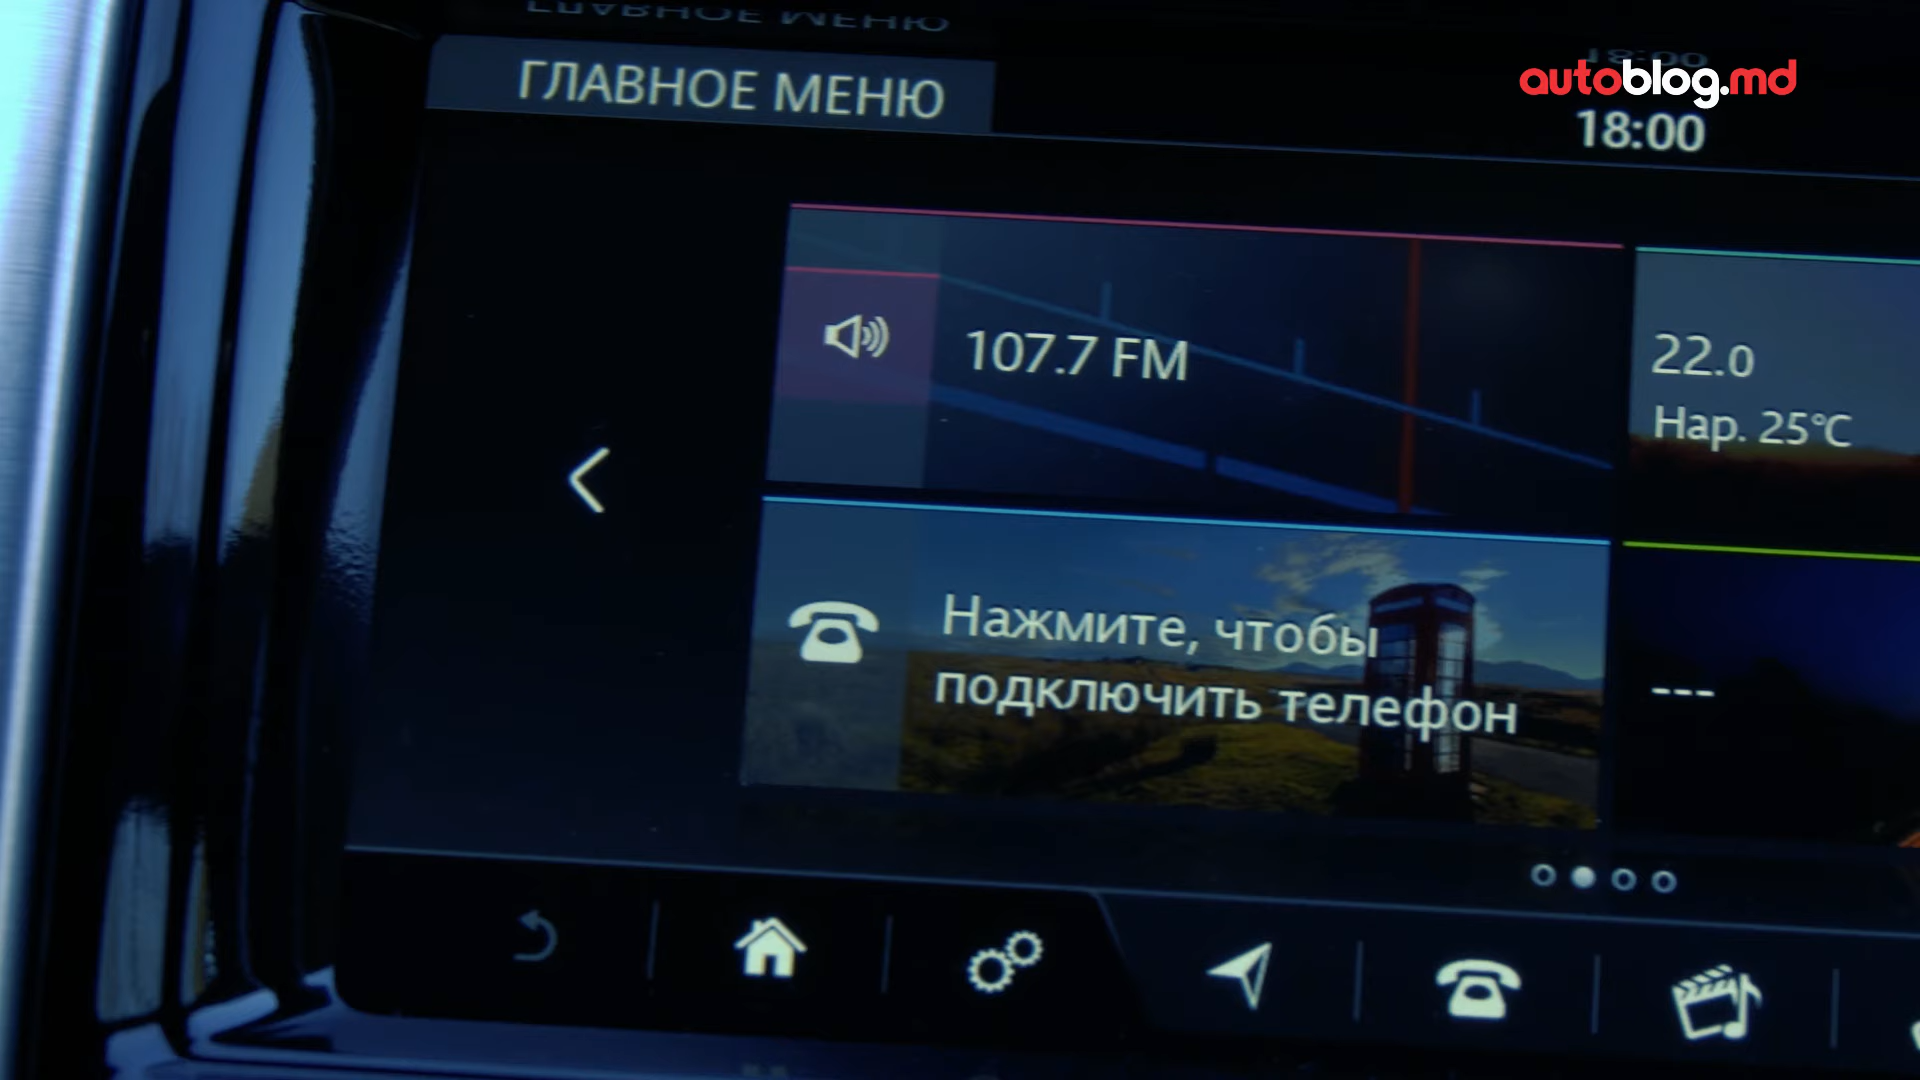 ГЛАВНОЕ МЕНЮ
autoblog.md
18:00
107.7 FM
22.0
Нар. 25°C
Нажмите, чтобы
подключить телефон
---